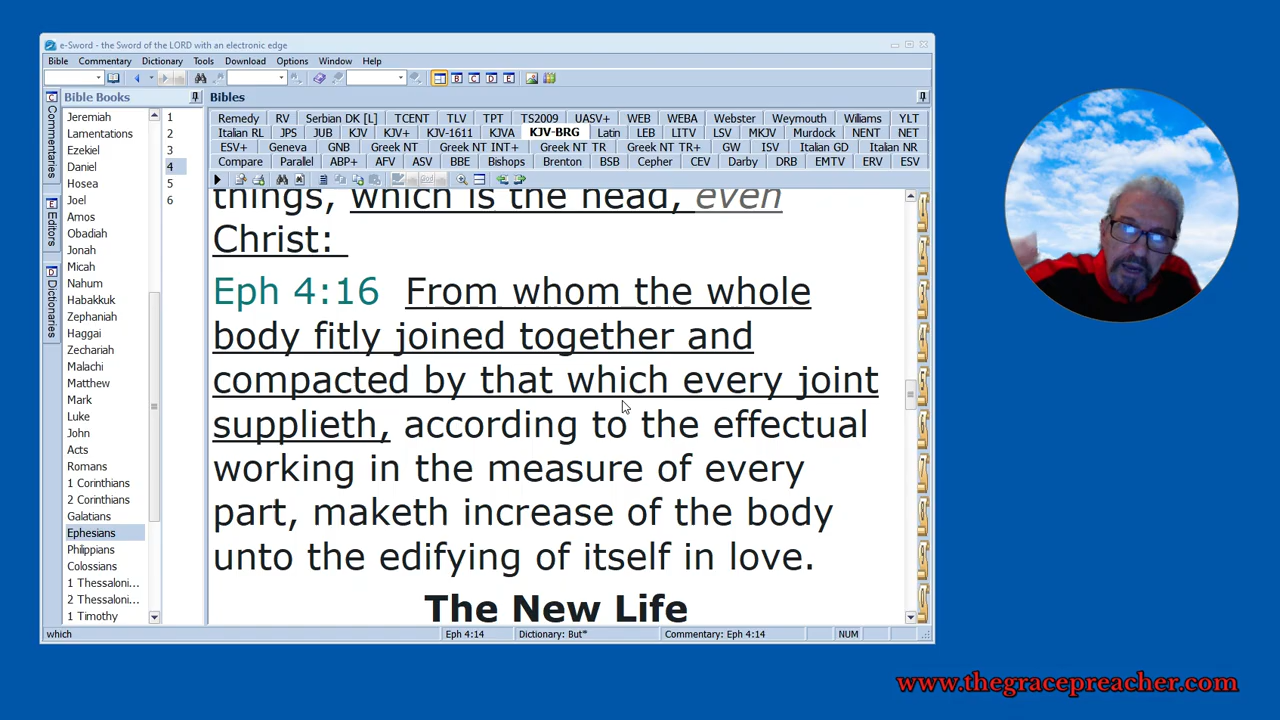 e-Sword - the Sword of the LORD with an electronic edge
Bible Commentary Dictionary Tools Download Options Window Help
Bible Books
Bibles
Commentaries
Editors
Dictionaries
Jeremiah
Lamentations
Ezekiel
Daniel
Hosea
Joel
Amos
Obadiah
Jonah
Micah
Nahum
Habakkuk
Zephaniah
Haggai
Zechariah
Malachi
Matthew
Mark
Luke
John
Acts
Romans
1 Corinthians
2 Corinthians
Galatians
Ephesians
Philippians
Colossians
1 Thessaloni...
2 Thessaloni...
1 Timothy
1
2
3
4
5
6
Remedy RV Serbian DK [L] TCENT TLV TPT TS2009 UASV+ WEB WEBA Webster Weymouth Williams YLT
Italian RL JPS JUB KJV KJV+ KJV-1611 KJVA KJV-BRG Latin LEB LITV LSV MKJV Murdock NENT NET
ESV+ Geneva GNB Greek NT Greek NT INT+ Greek NT TR Greek NT TR+ GW ISV Italian GD Italian NR
Compare Parallel ABP+ AFV ASV BBE Bishops Brenton BSB Cepher CEV Darby DRB EMTV ERV ESV
things, which is the head, even
Christ:
Eph 4:16 From whom the whole
body fitly joined together and
compacted by that which every joint
supplieth, according to the effectual
working in the measure of every
part, maketh increase of the body
unto the edifying of itself in love.
The New Life
which Eph 4:14 Dictionary: But* Commentary: Eph 4:14 NUM
www.thegracepreacher.com